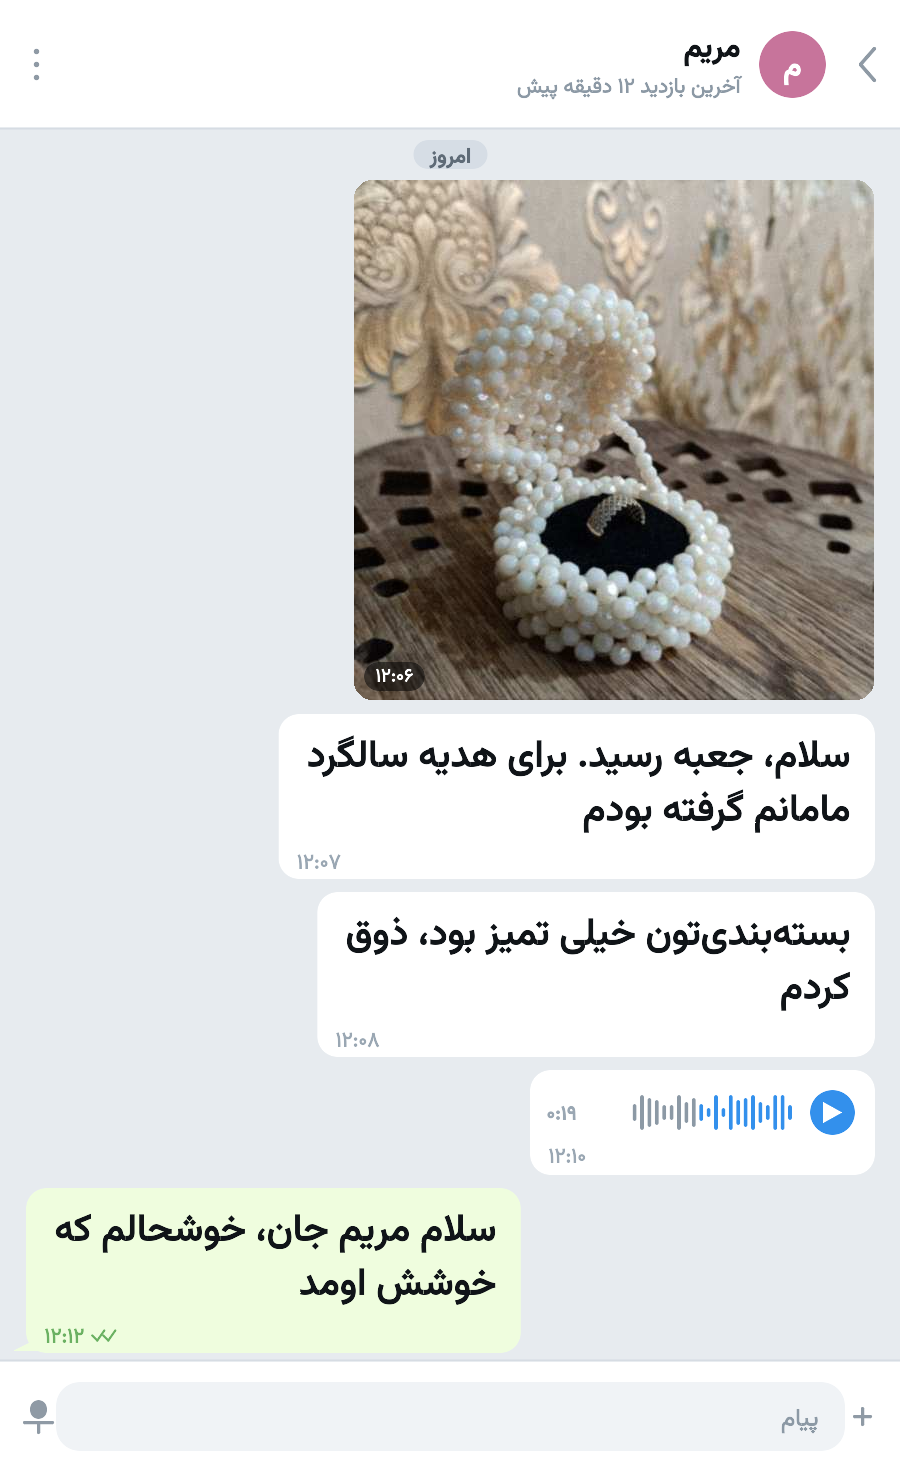 مریم
م
آخرین بازدید ۱۲ دقیقه پیش
امروز
۱۲:۰۶
سلام، جعبه رسید. برای هدیه سالگرد
مامانم گرفته بودم
۱۲:۰۷
بسته‌بندی‌تون خیلی تمیز بود، ذوق
کردم
۱۲:۰۸
۰:۱۹
۱۲:۱۰
سلام مریم جان، خوشحالم که
خوشش اومد
۱۲:۱۲
پیام